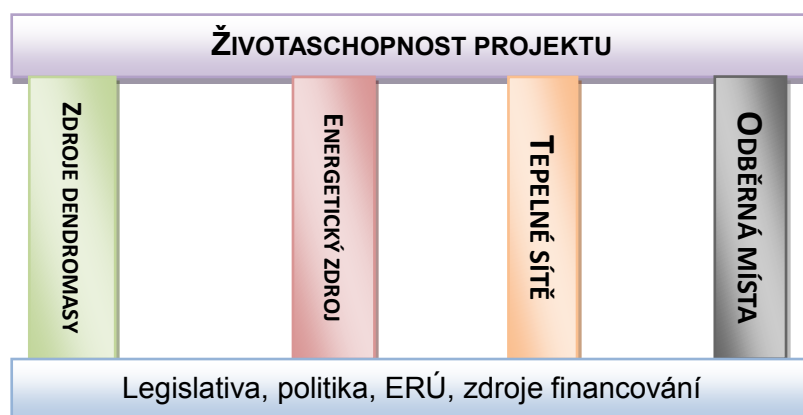 ŽIVOTASCHOPNOST PROJEKTU
ZDROJE DENDROMASY
ENERGETICKÝ ZDROJ
TEPELNÉ SÍTĚ
ODBĚRNÁ MÍSTA
Legislativa, politika, ERÚ, zdroje financování